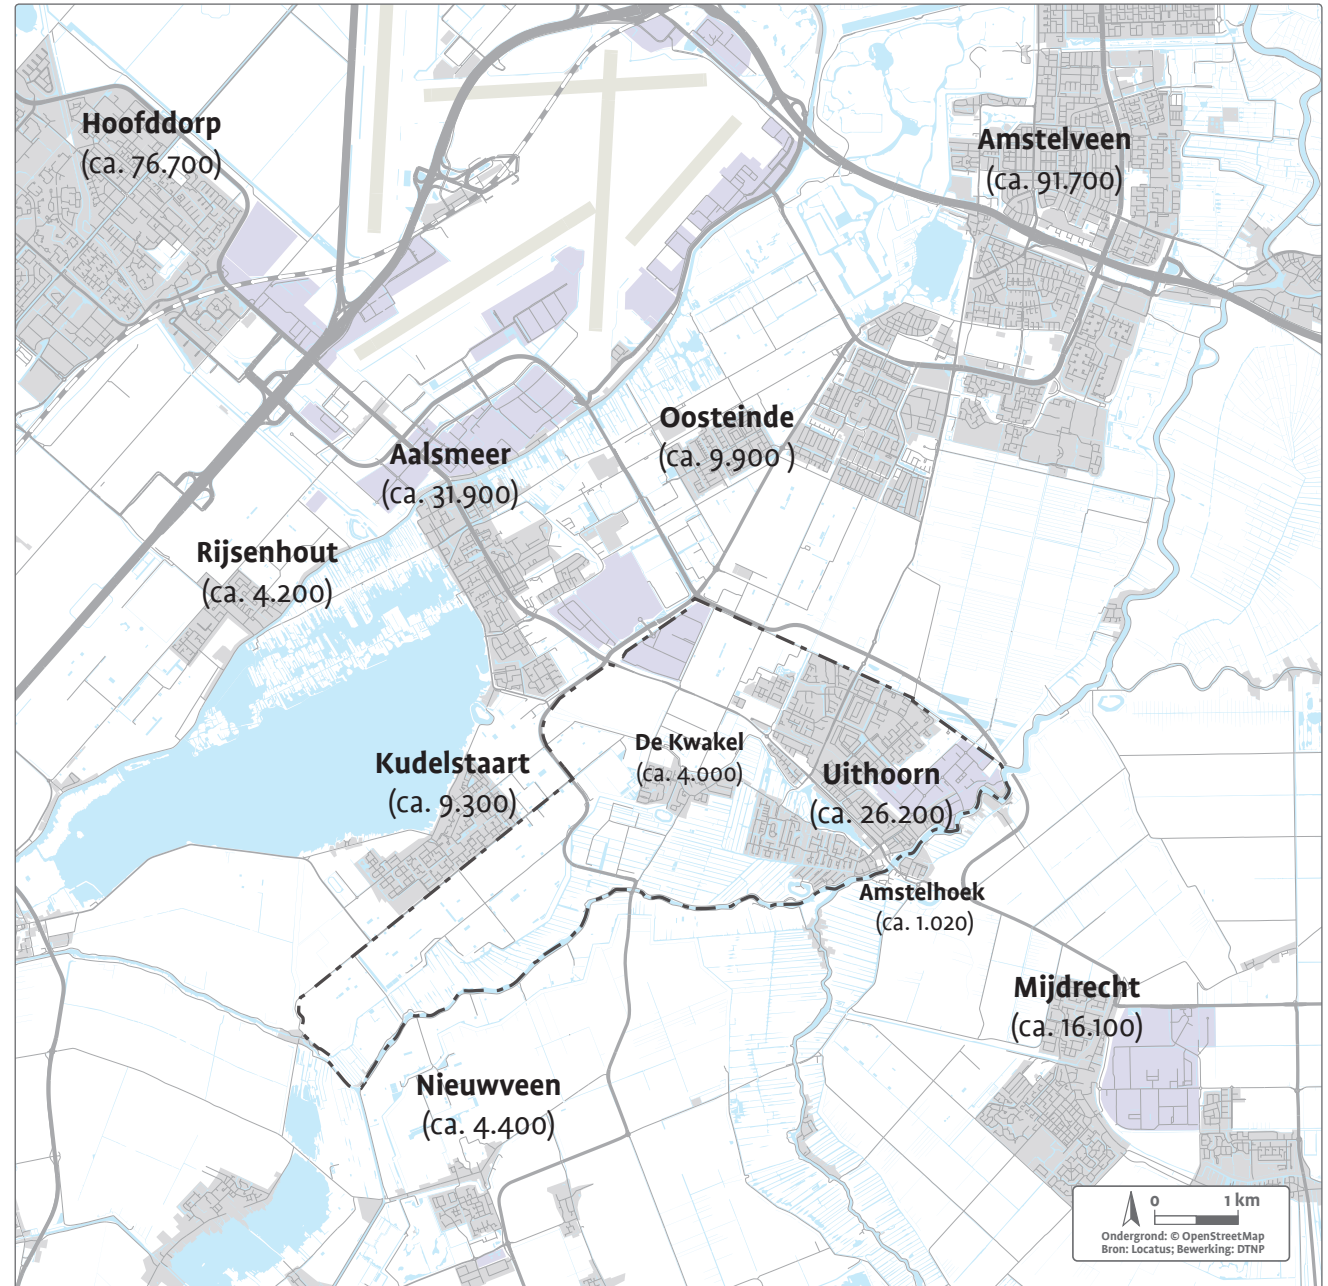 Hoofddorp
(ca. 76.700)
Amstelveen
(ca. 91.700)
Oosteinde
(ca. 9.900 )
Aalsmeer
(ca. 31.900)
Rijsenhout
(ca. 4.200)
De Kwakel
(ca. 4.000)
Kudelstaart
(ca. 9.300)
Uithoorn
(ca. 26.200)
Amstelhoek
(ca. 1.020)
Mijdrecht
(ca. 16.100)
Nieuwveen
(ca. 4.400)
0 1 km
Ondergrond: © OpenStreetMap
Bron: Locatus; Bewerking: DTNP